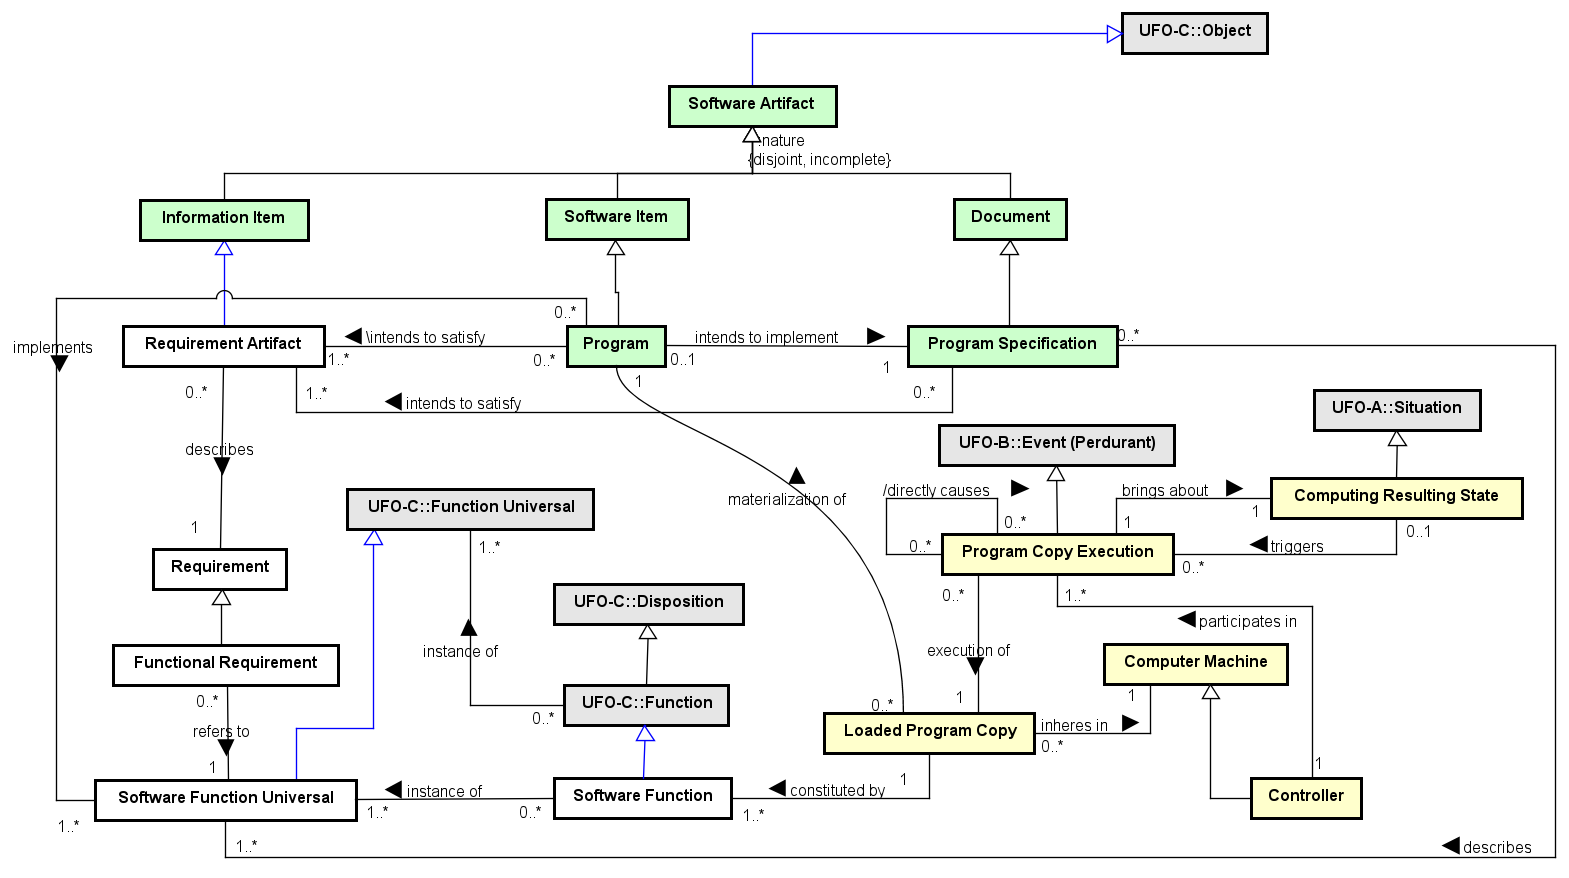 UFO-C::Object
Software Artifact
:nature
{disjoint, incomplete}
Information Item
Software Item
Document
0..*
implements
Requirement Artifact
\intends to satisfy
1..*
0..*
Program
intends to implement
0..1
1
Program Specification
0..*
0..*
1..*
intends to satisfy
1
0..*
UFO-A::Situation
UFO-B::Event (Perdurant)
describes
materialization of
/directly causes
0..*
0..*
brings about
1
1
Computing Resulting State
0..1
UFO-C::Function Universal
1
1..*
Program Copy Execution
triggers
0..*
Requirement
UFO-C::Disposition
0..*
1..*
participates in
instance of
execution of
Functional Requirement
Computer Machine
0..*
UFO-C::Function
0..*
0..*
1
1
refers to
Loaded Program Copy
inheres in
0..*
1
1
Software Function Universal
instance of
1..*
0..*
Software Function
constituted by
1
1..*
Controller
1..*
1..*
describes